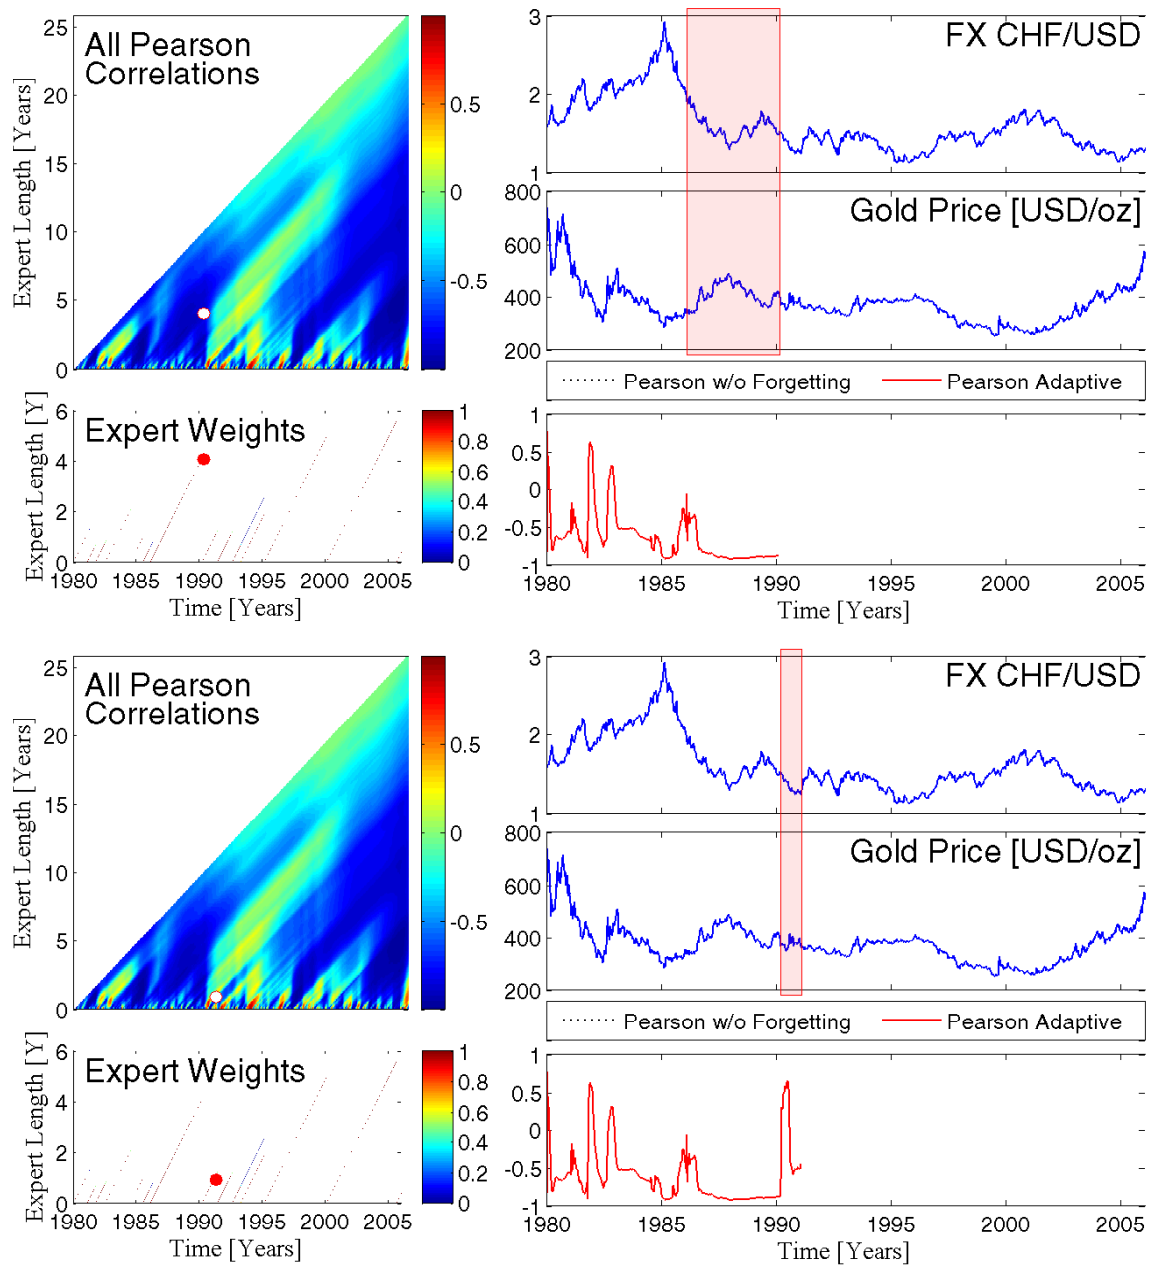 All Pearson
Correlations
Expert Length [Years]
25
20
15
10
5
0
0.5
0
-0.5
FX CHF/USD
3
2
1
Gold Price [USD/oz]
800
600
400
200
Pearson w/o Forgetting
Pearson Adaptive
Expert Weights
Expert Length [Y]
6
4
2
0
1980 1985 1990 1995 2000 2005
Time [Years]
1
0.8
0.6
0.4
0.2
0
1
0.5
0
-0.5
-1
1980 1985 1990 1995 2000 2005
Time [Years]
All Pearson
Correlations
Expert Length [Years]
25
20
15
10
5
0
0.5
0
-0.5
FX CHF/USD
3
2
1
Gold Price [USD/oz]
800
600
400
200
Pearson w/o Forgetting
Pearson Adaptive
Expert Weights
Expert Length [Y]
6
4
2
0
1980 1985 1990 1995 2000 2005
Time [Years]
1
0.8
0.6
0.4
0.2
0
1
0.5
0
-0.5
-1
1980 1985 1990 1995 2000 2005
Time [Years]